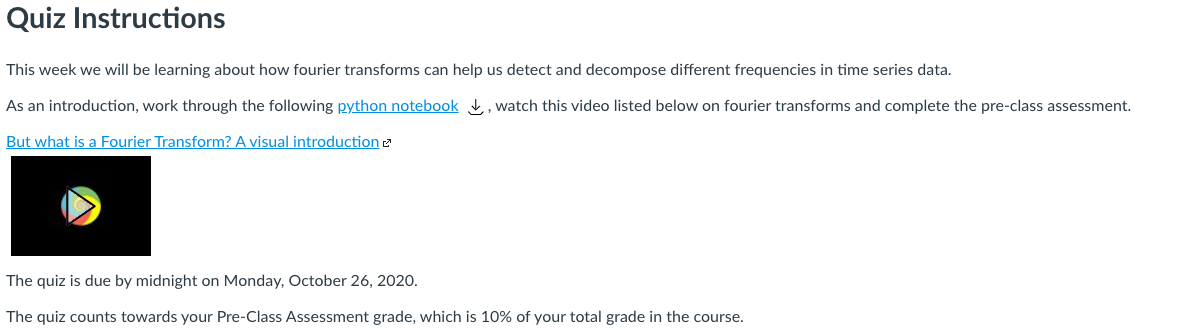 Quiz Instructions
This week we will be learning about how fourier transforms can help us detect and decompose different frequencies in time series data.
As an introduction, work through the following python notebook , watch this video listed below on fourier transforms and complete the pre-class assessment.
But what is a Fourier Transform? A visual introduction
The quiz is due by midnight on Monday, October 26, 2020.
The quiz counts towards your Pre-Class Assessment grade, which is 10% of your total grade in the course.